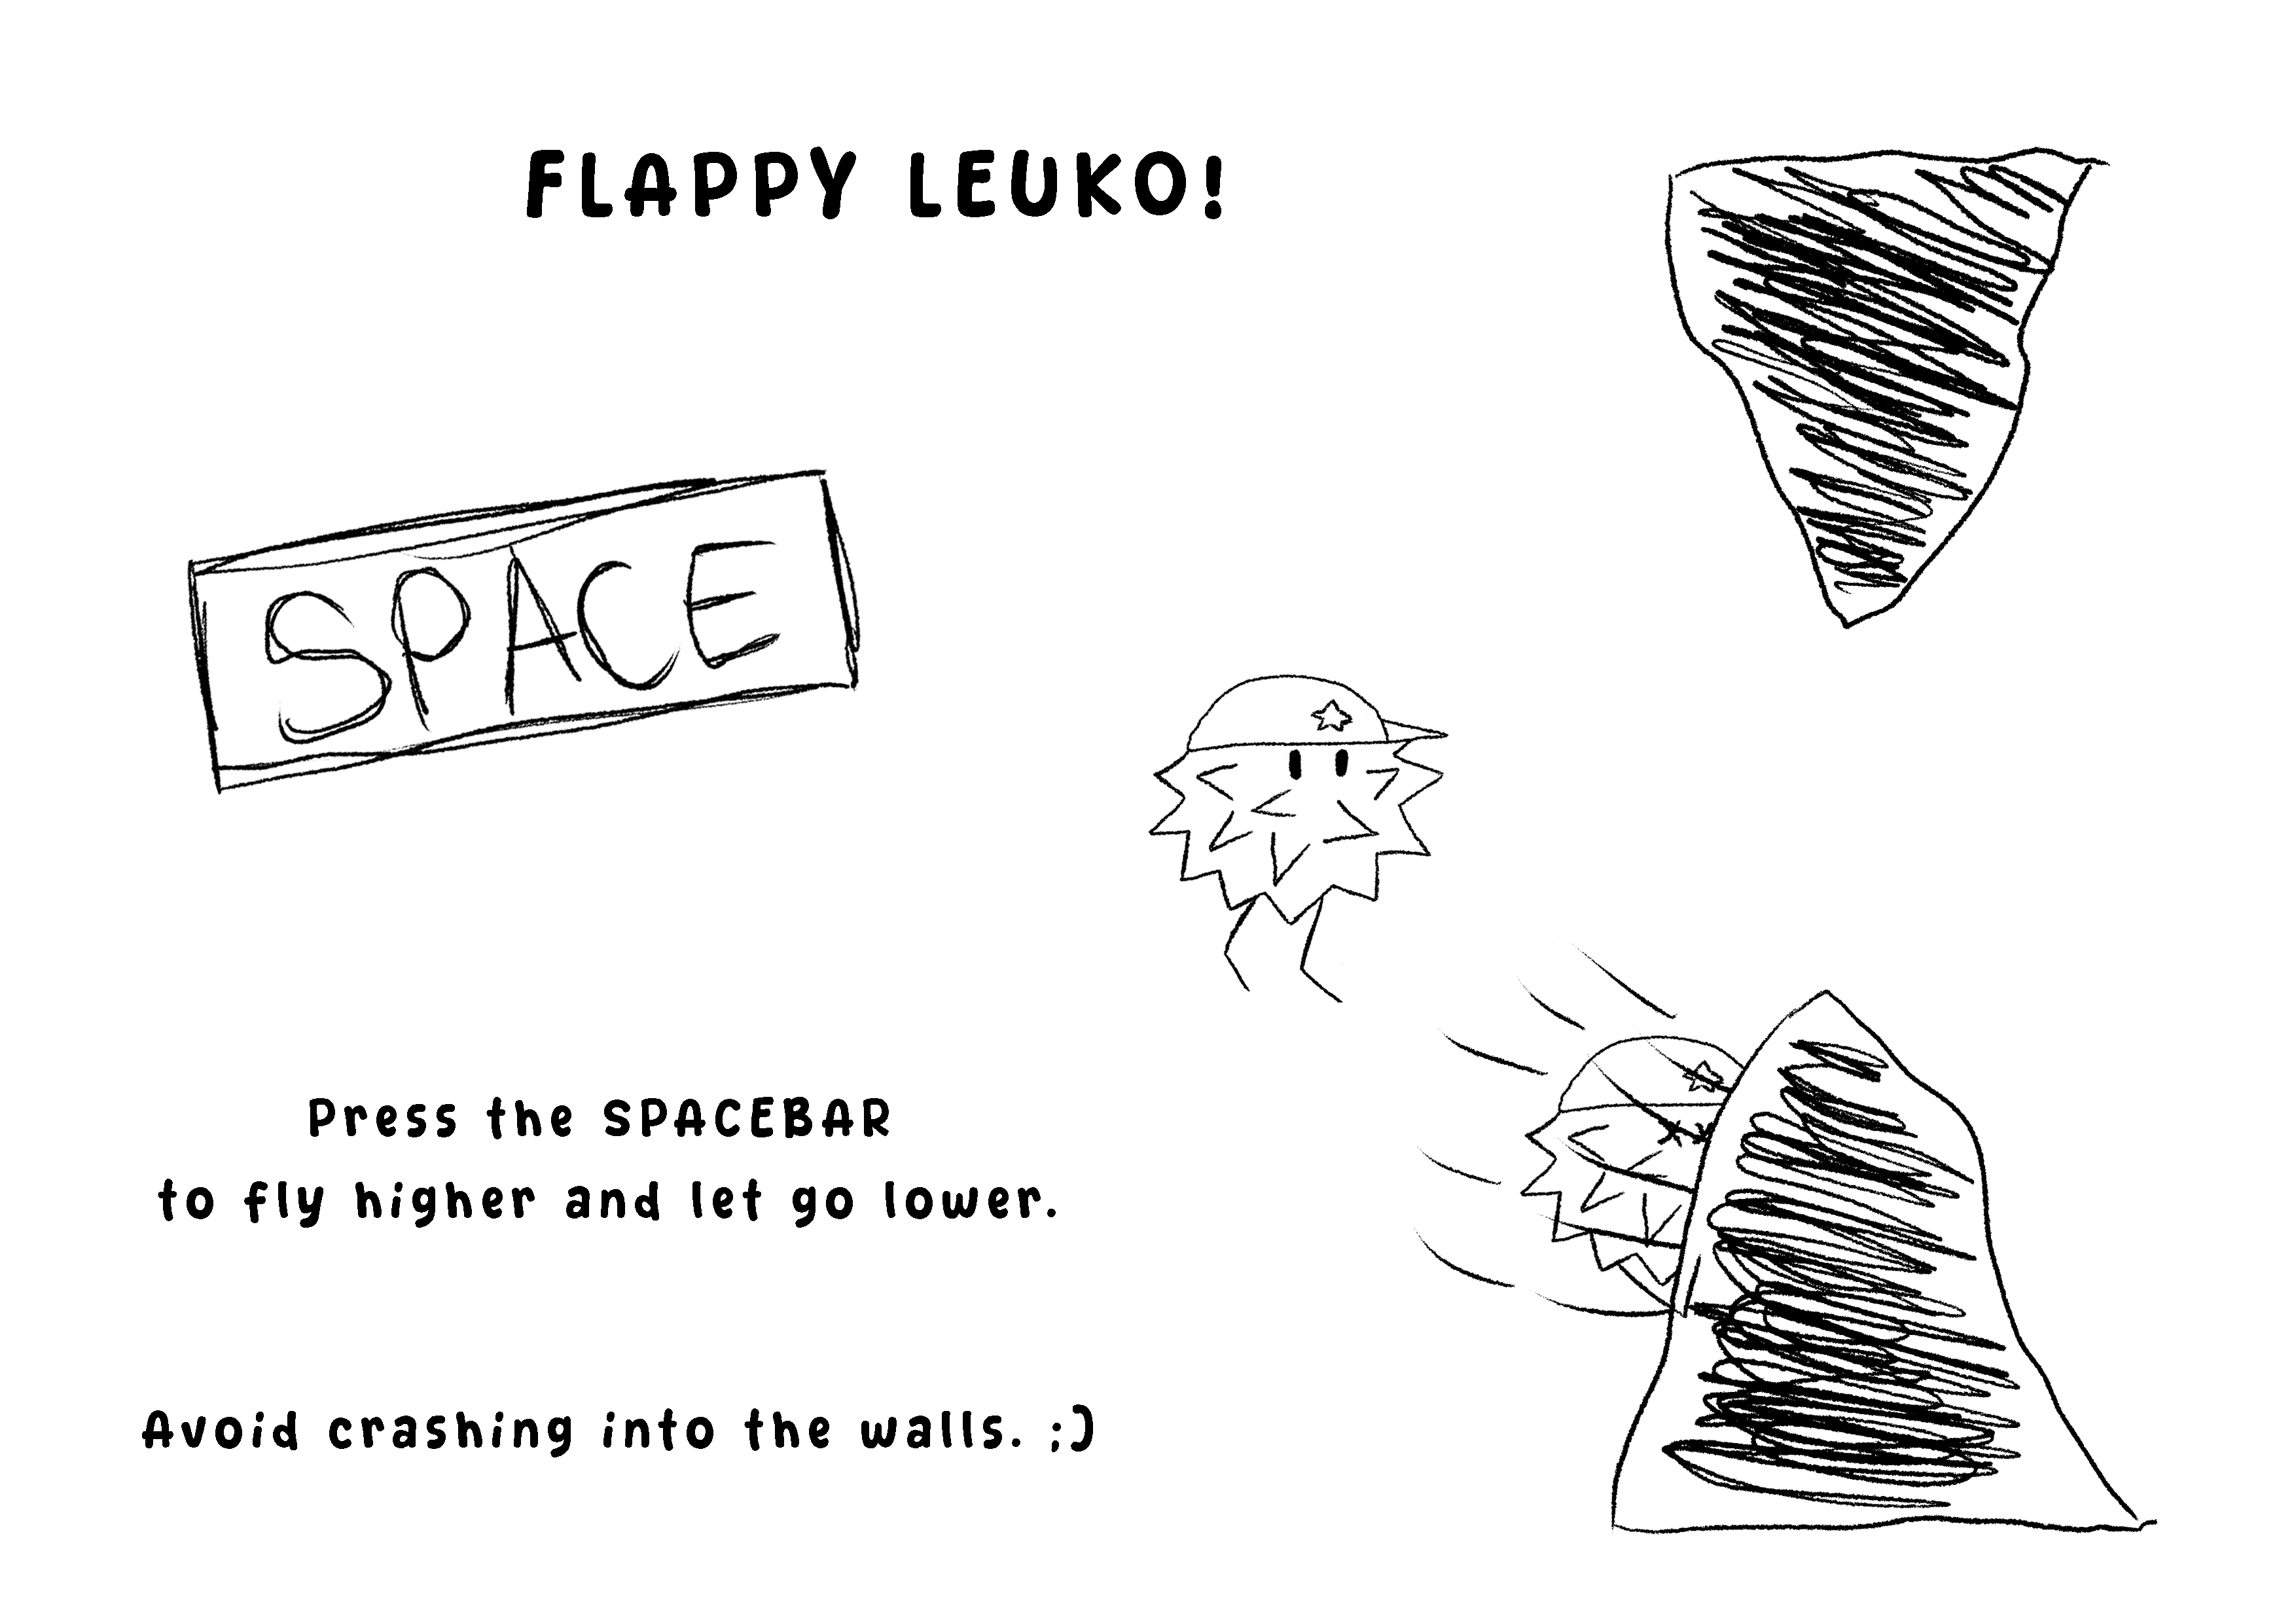 FLAPPY LEUKO!
SPACE
Press the SPACEBAR
to fly higher and let go lower.
Avoid crashing into the walls. ;)